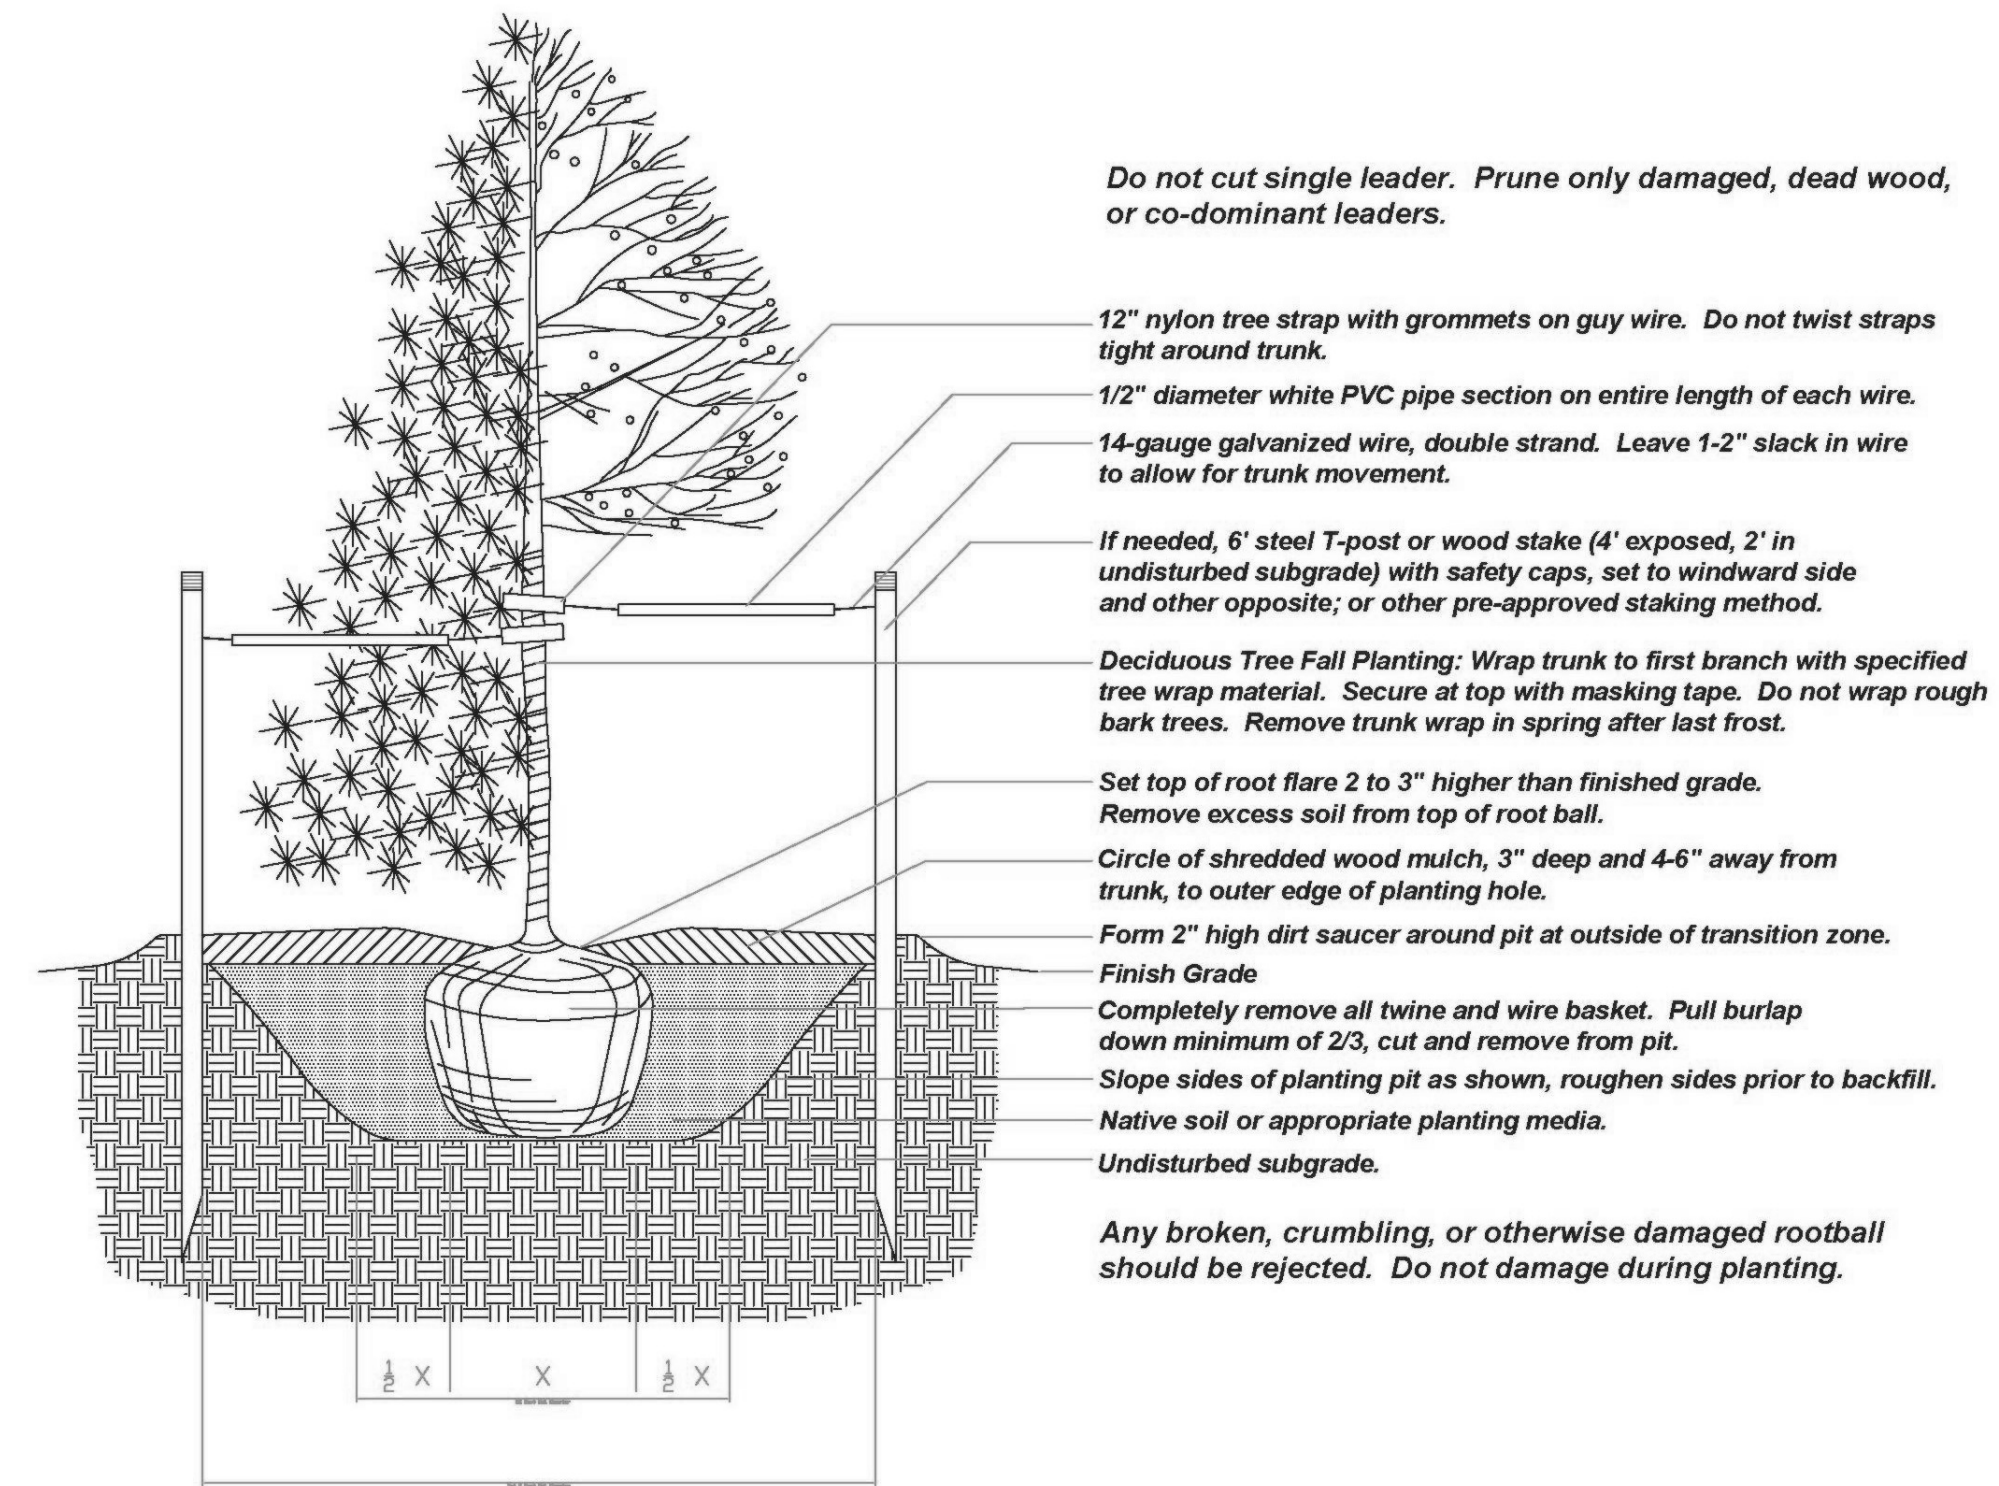 Do not cut single leader.  Prune only damaged, dead wood,
or co-dominant leaders.
12" nylon tree strap with grommets on guy wire.  Do not twist straps
tight around trunk.
1/2" diameter white PVC pipe section on entire length of each wire.
14-gauge galvanized wire, double strand.  Leave 1-2" slack in wire
to allow for trunk movement.
If needed, 6' steel T-post or wood stake (4' exposed, 2' in
undisturbed subgrade) with safety caps, set to windward side
and other opposite; or other pre-approved staking method.
Deciduous Tree Fall Planting: Wrap trunk to first branch with specified
tree wrap material.  Secure at top with masking tape.  Do not wrap rough
bark trees.  Remove trunk wrap in spring after last frost.
Set top of root flare 2 to 3" higher than finished grade.
Remove excess soil from top of root ball.
Circle of shredded wood mulch, 3" deep and 4-6" away from
trunk, to outer edge of planting hole.
Form 2" high dirt saucer around pit at outside of transition zone.
Finish Grade
Completely remove all twine and wire basket.  Pull burlap
down minimum of 2/3, cut and remove from pit.
Slope sides of planting pit as shown, roughen sides prior to backfill.
Native soil or appropriate planting media.
Undisturbed subgrade.
Any broken, crumbling, or otherwise damaged rootball
should be rejected.  Do not damage during planting.
1/2 X X 1/2 X